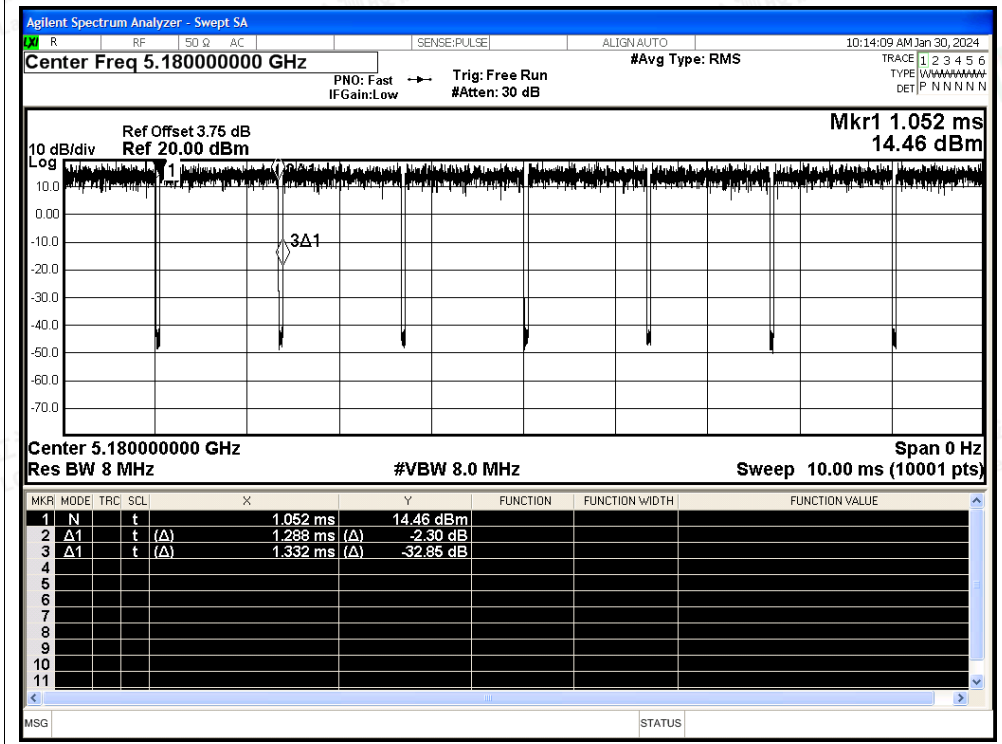 Agilent Spectrum Analyzer - Swept SA
LXI R RF 50 Ω AC SENSE:PULSE ALIGN AUTO 10:14:09 AM Jan 30, 2024
Center Freq 5.180000000 GHz #Avg Type: RMS TRACE 1 2 3 4 5 6
PNO: Fast Trig: Free Run TYPE
IFGain:Low #Atten: 30 dB DET P N N N N N
Mkr1 1.052 ms
Ref Offset 3.75 dB
10 dB/div Ref 20.00 dBm 14.46 dBm
Log
1
10.0
0.00
-10.0
3Δ1
-20.0
-30.0
-40.0
-50.0
-60.0
-70.0
Center 5.180000000 GHz Span 0 Hz
Res BW 8 MHz #VBW 8.0 MHz Sweep 10.00 ms (10001 pts)
MKR MODE TRC SCL X Y FUNCTION FUNCTION WIDTH FUNCTION VALUE
1 N t 1.052 ms 14.46 dBm
2 Δ1 t (Δ) 1.288 ms (Δ) -2.30 dB
3 Δ1 t (Δ) 1.332 ms (Δ) -32.85 dB
4
5
6
7
8
9
10
11
MSG STATUS